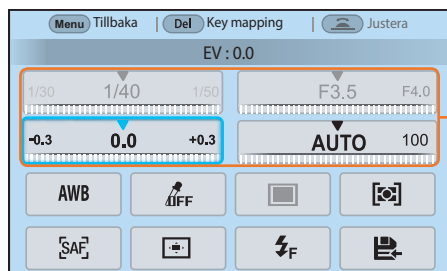 Menu Tillbaka | Del Key mapping | Justera
EV : 0.0
1/30 1/40 1/50 F3.5 F4.0
-0.3 0.0 +0.3 AUTO 100
AWB OFF
SAF F